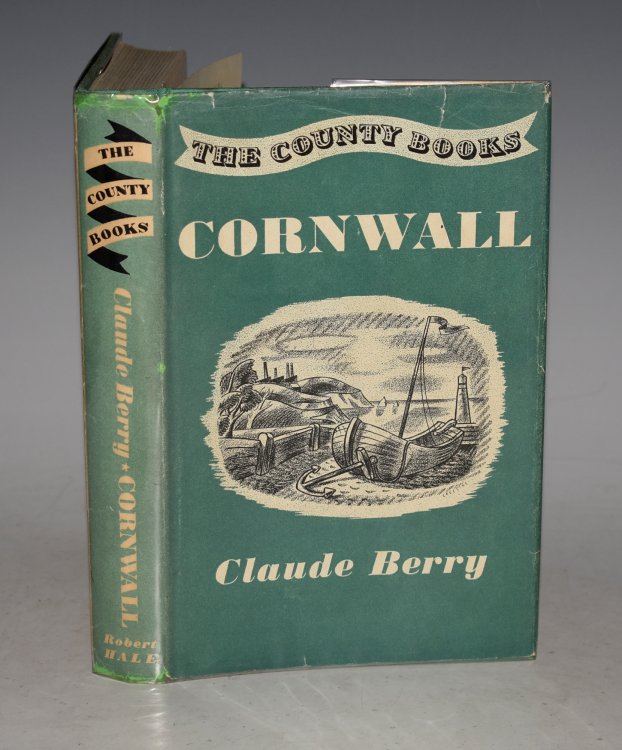 THE COUNTY BOOKS
CORNWALL
Claude Berry
THE
COUNTY
BOOKS
Claude Berry ★ CORNWALL
Robert
HALE